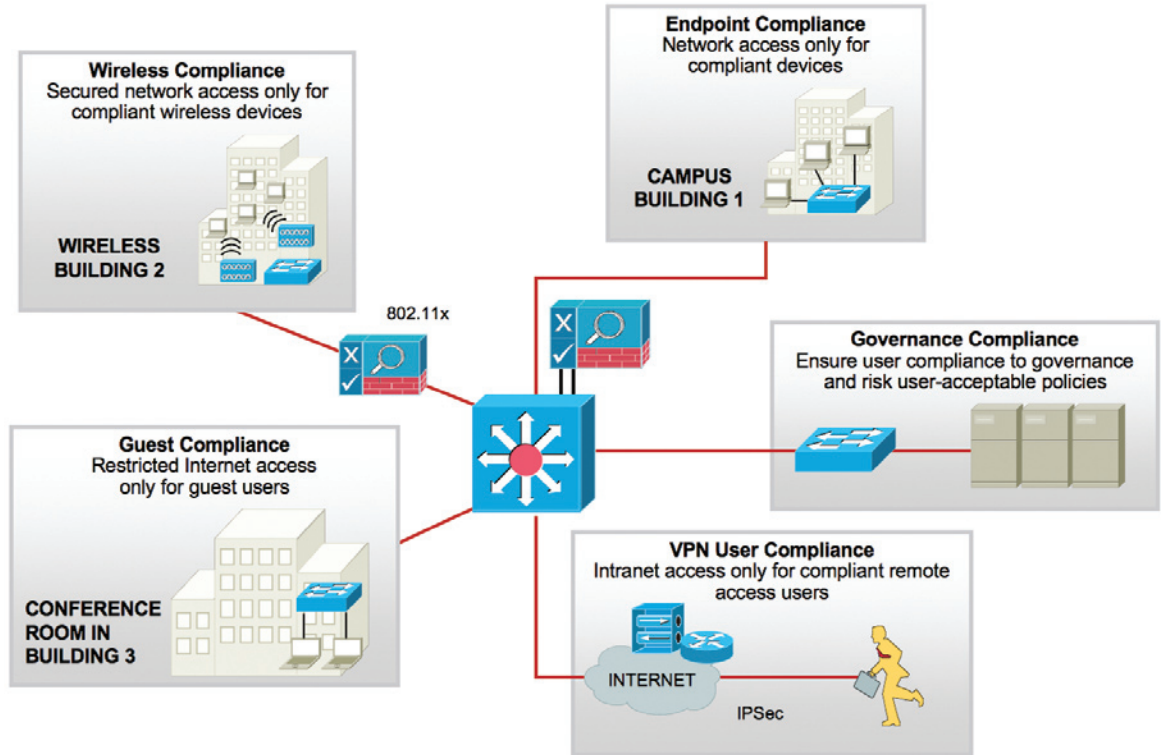 Wireless Compliance
Secured network access only for
compliant wireless devices
WIRELESS
BUILDING 2
Endpoint Compliance
Network access only for
compliant devices
CAMPUS
BUILDING 1
802.11x
X
X
Governance Compliance
Ensure user compliance to governance
and risk user-acceptable policies
Guest Compliance
Restricted Internet access
only for guest users
CONFERENCE
ROOM IN
BUILDING 3
VPN User Compliance
Intranet access only for compliant remote
access users
INTERNET
IPSec